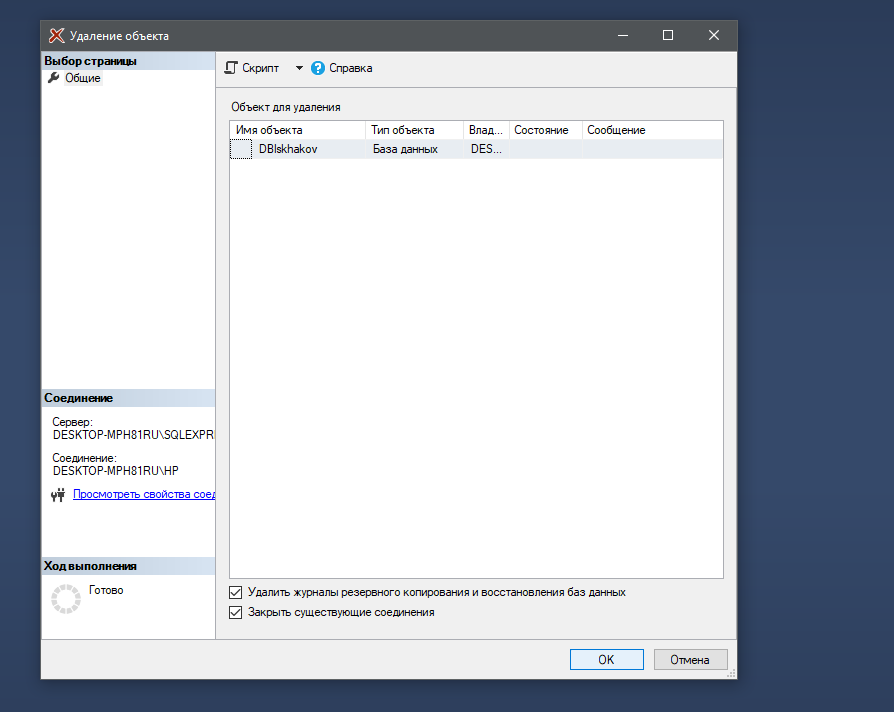 Удаление объекта
Выбор страницы
Общие
Скрипт
Справка
Объект для удаления
Имя объекта Тип объекта Влад... Состояние Сообщение
DBIskhakov База данных DES...
Соединение
Сервер:
DESKTOP-MPH81RU\SQLEXPR
Соединение:
DESKTOP-MPH81RU\HP
Просмотреть свойства соед
Ход выполнения
Готово
Удалить журналы резервного копирования и восстановления баз данных
Закрыть существующие соединения
OK Отмена